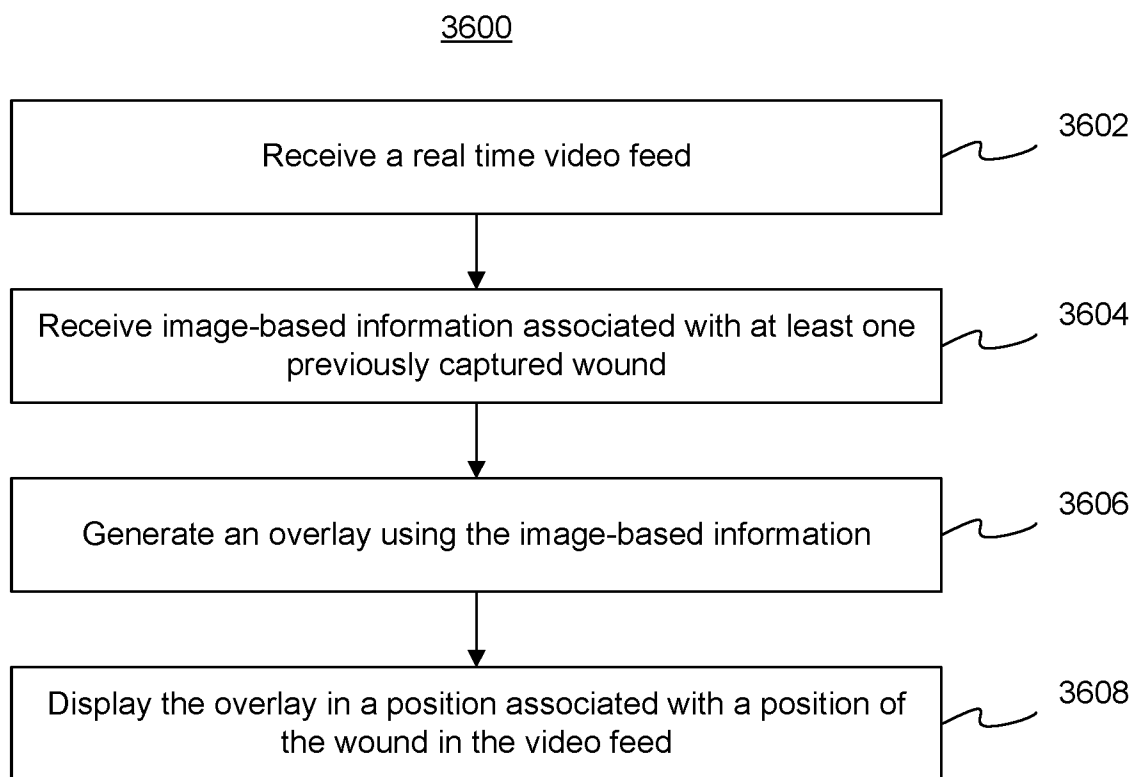 3600
Receive a real time video feed
3602
Receive image-based information associated with at least one
previously captured wound
3604
Generate an overlay using the image-based information
3606
Display the overlay in a position associated with a position of
the wound in the video feed
3608